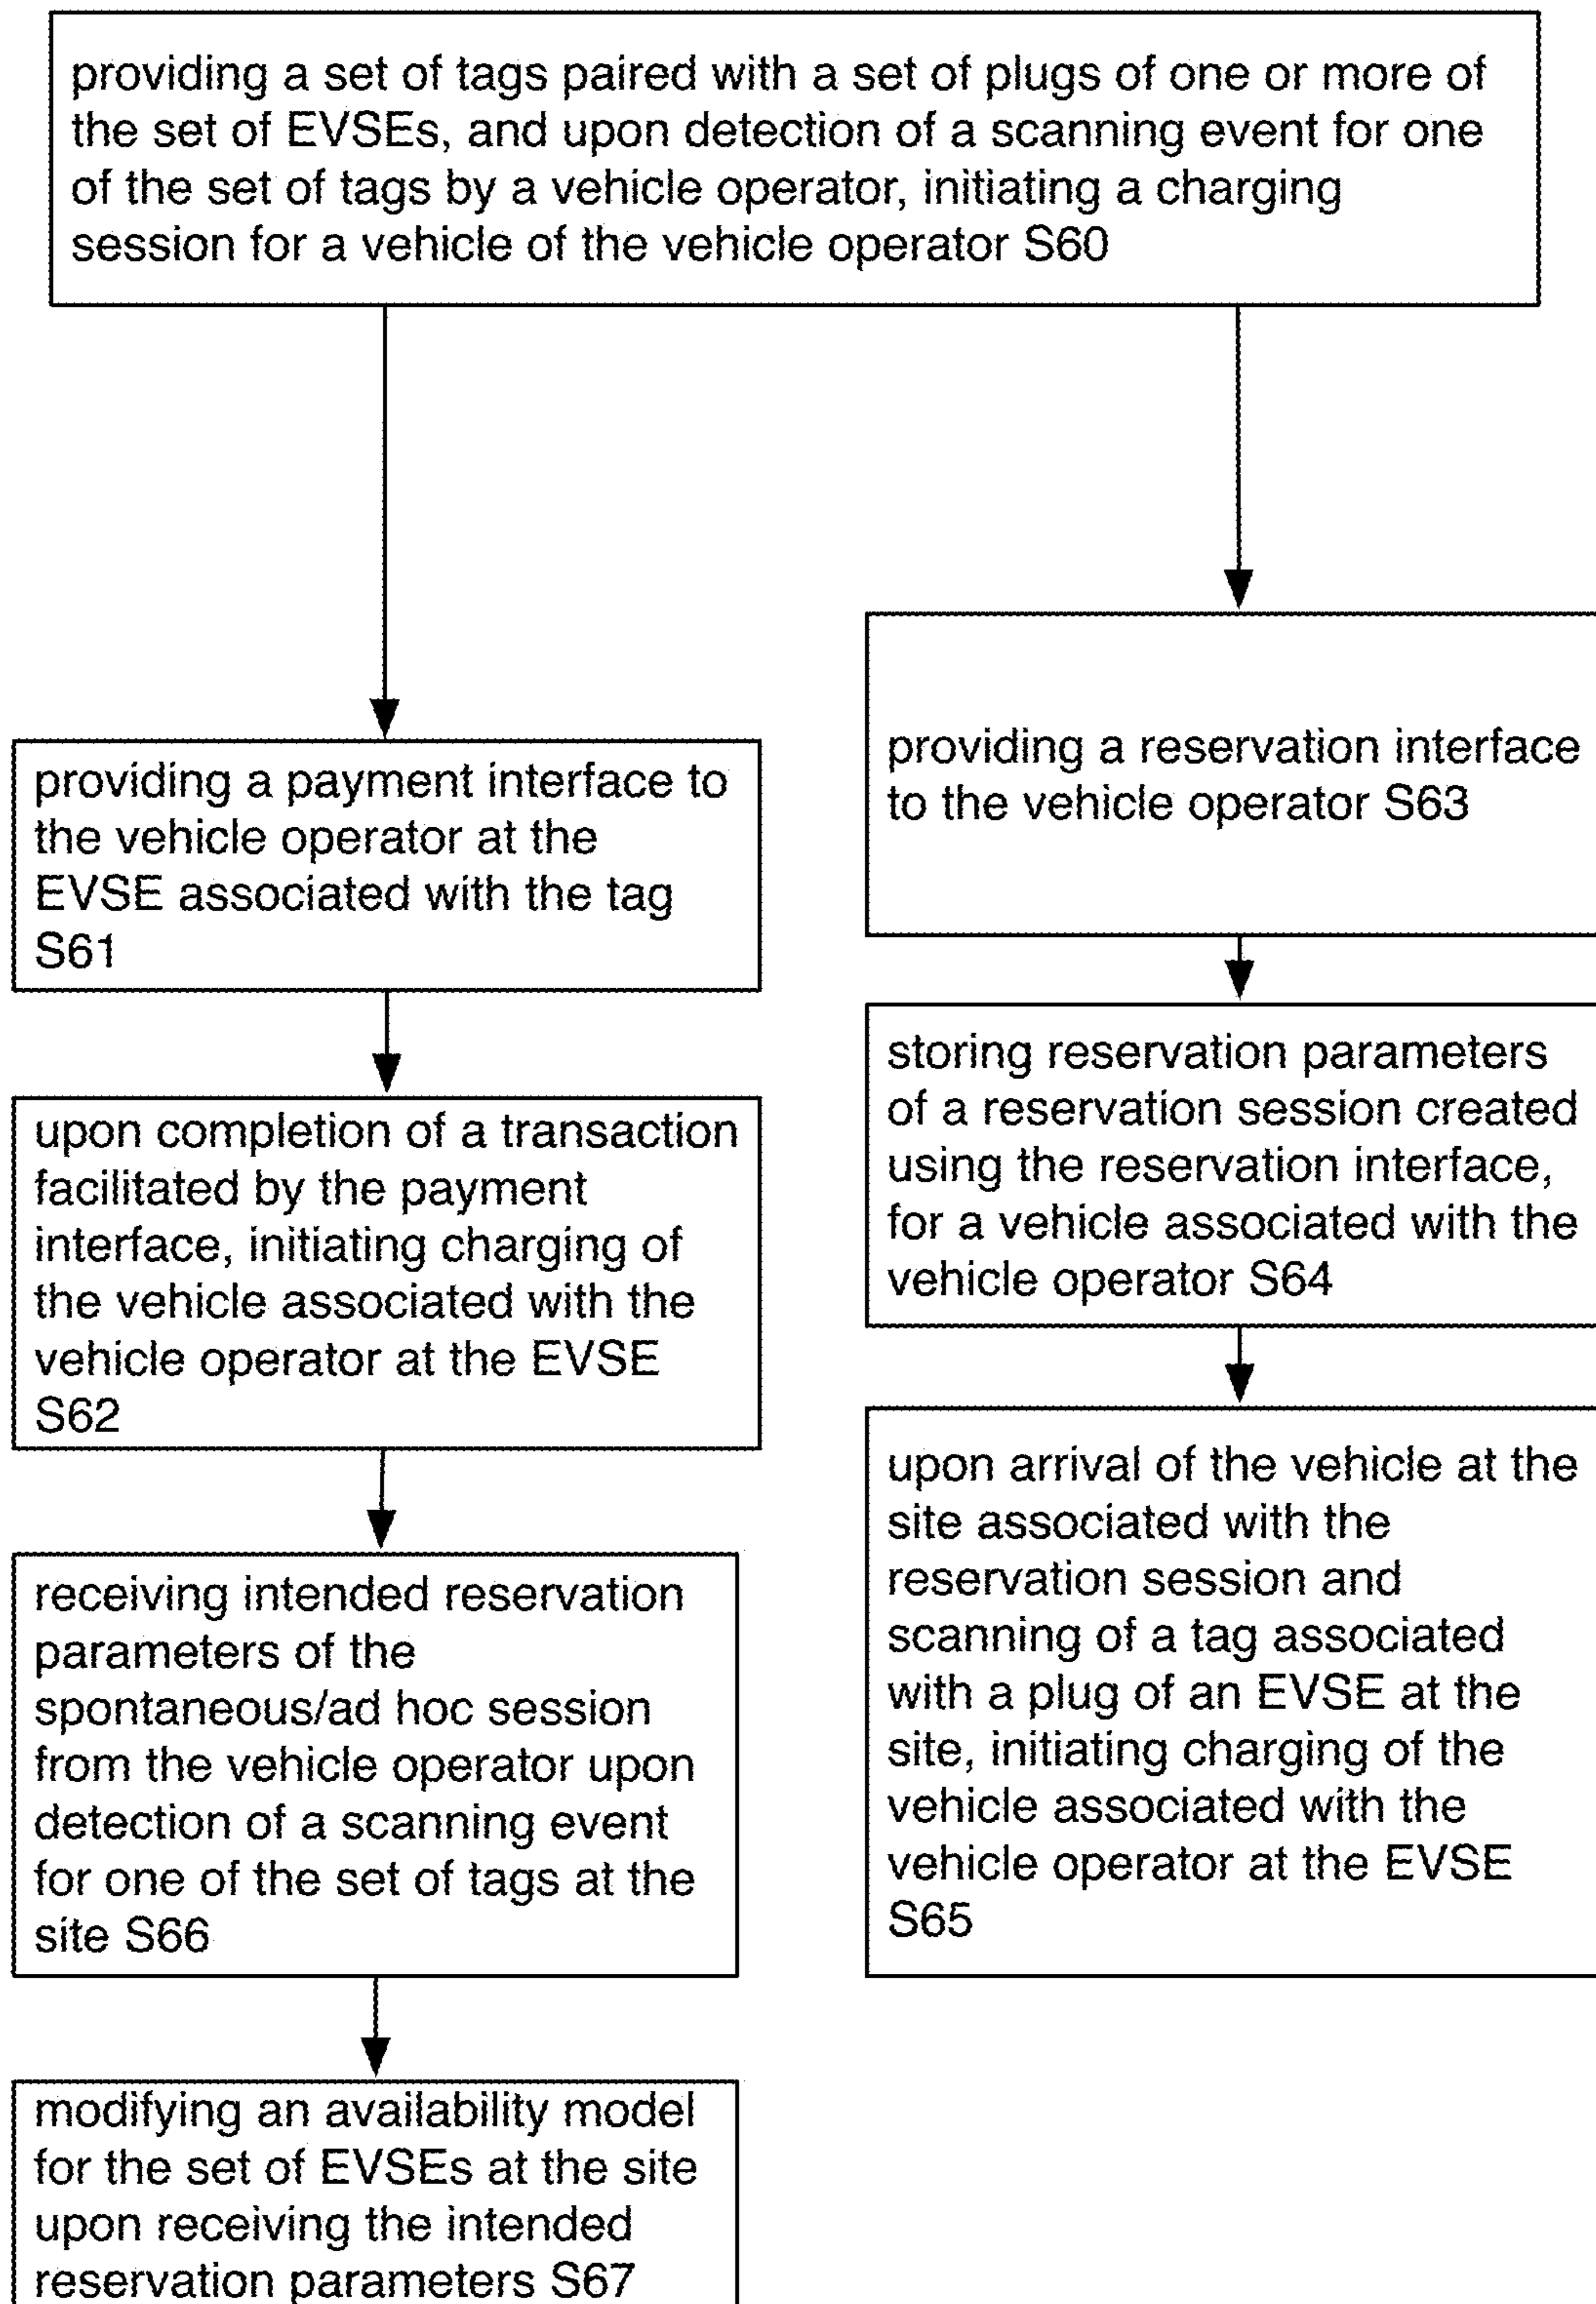 providing a set of tags paired with a set of plugs of one or more of
the set of EVSEs, and upon detection of a scanning event for one
of the set of tags by a vehicle operator, initiating a charging
session for a vehicle of the vehicle operator S60
providing a payment interface to
the vehicle operator at the
EVSE associated with the tag
S61
upon completion of a transaction
facilitated by the payment
interface, initiating charging of
the vehicle associated with the
vehicle operator at the EVSE
S62
receiving intended reservation
parameters of the
spontaneous/ad hoc session
from the vehicle operator upon
detection of a scanning event
for one of the set of tags at the
site S66
modifying an availability model
for the set of EVSEs at the site
upon receiving the intended
reservation parameters S67
providing a reservation interface
to the vehicle operator S63
storing reservation parameters
of a reservation session created
using the reservation interface,
for a vehicle associated with the
vehicle operator S64
upon arrival of the vehicle at the
site associated with the
reservation session and
scanning of a tag associated
with a plug of an EVSE at the
site, initiating charging of the
vehicle associated with the
vehicle operator at the EVSE
S65